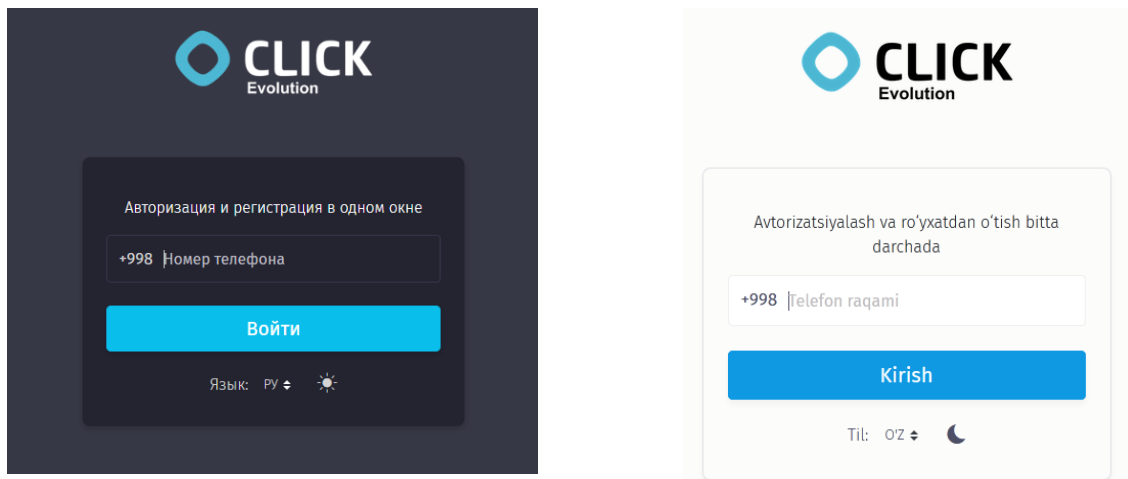 CLICK
Evolution
Авторизация и регистрация в одном окне
+998 Номер телефона
Войти
Язык: РУ
CLICK
Evolution
Avtorizatsiyalash va ro‘yxatdan o‘tish bitta
darchada
+998 Telefon raqami
Kirish
Til: O'Z